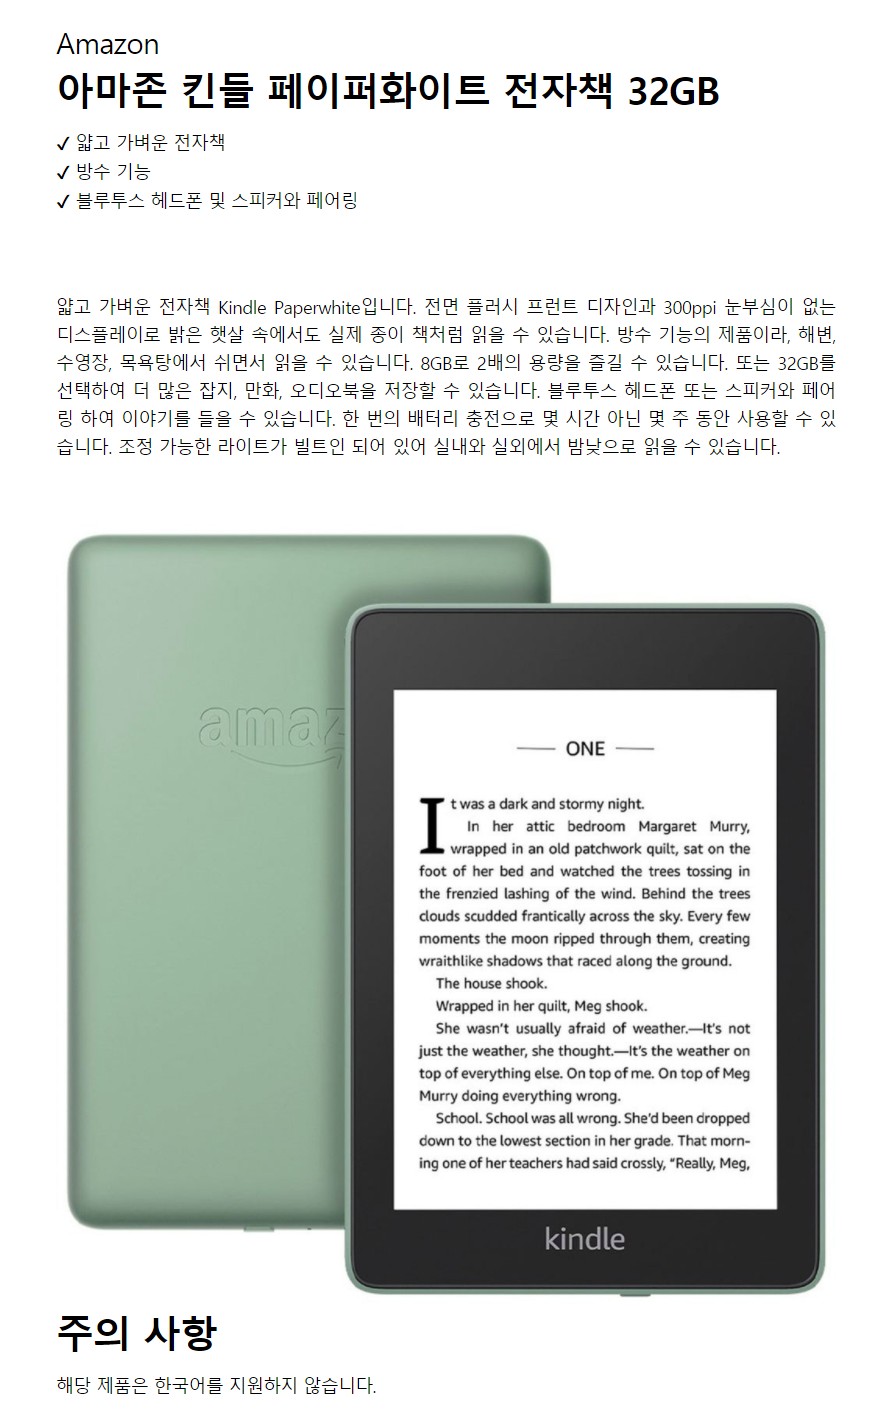 Amazon
아마존 킨들 페이퍼화이트 전자책 32GB
✓ 얇고 가벼운 전자책
✓ 방수 기능
✓ 블루투스 헤드폰 및 스피커와 페어링
얇고 가벼운 전자책 Kindle Paperwhite입니다. 전면 플러시 프런트 디자인과 300ppi 눈부심이 없는
디스플레이로 밝은 햇살 속에서도 실제 종이 책처럼 읽을 수 있습니다. 방수 기능의 제품이라, 해변,
수영장, 목욕탕에서 쉬면서 읽을 수 있습니다. 8GB로 2배의 용량을 즐길 수 있습니다. 또는 32GB를
선택하여 더 많은 잡지, 만화, 오디오북을 저장할 수 있습니다. 블루투스 헤드폰 또는 스피커와 페어
링 하여 이야기를 들을 수 있습니다. 한 번의 배터리 충전으로 몇 시간 아닌 몇 주 동안 사용할 수 있
습니다. 조정 가능한 라이트가 빌트인 되어 있어 실내와 실외에서 밤낮으로 읽을 수 있습니다.
amaz
ONE
It was a dark and stormy night.
In her attic bedroom Margaret Murry,
wrapped in an old patchwork quilt, sat on the
foot of her bed and watched the trees tossing in
the frenzied lashing of the wind. Behind the trees
clouds scudded frantically across the sky. Every few
moments the moon ripped through them, creating
wraithlike shadows that raced along the ground.
The house shook.
Wrapped in her quilt, Meg shook.
She wasn't usually afraid of weather.—It's not
just the weather, she thought.—It's the weather on
top of everything else. On top of me. On top of Meg
Murry doing everything wrong.
School. School was all wrong. She'd been dropped
down to the lowest section in her grade. That morn-
ing one of her teachers had said crossly, “Really, Meg,
kindle
주의 사항
해당 제품은 한국어를 지원하지 않습니다.